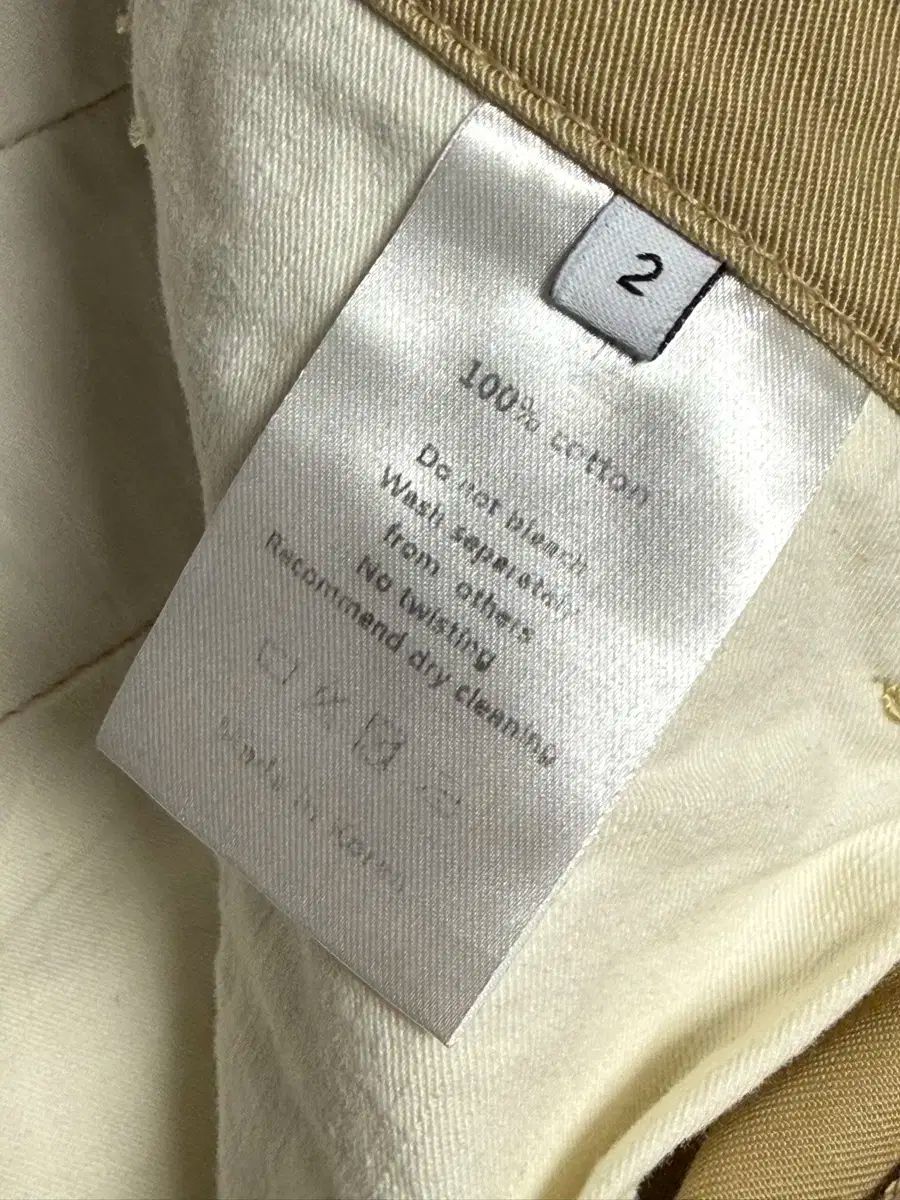 2
100% cotton
Do not bleach
Wash separately
from others
No twisting
Recommend dry cleaning